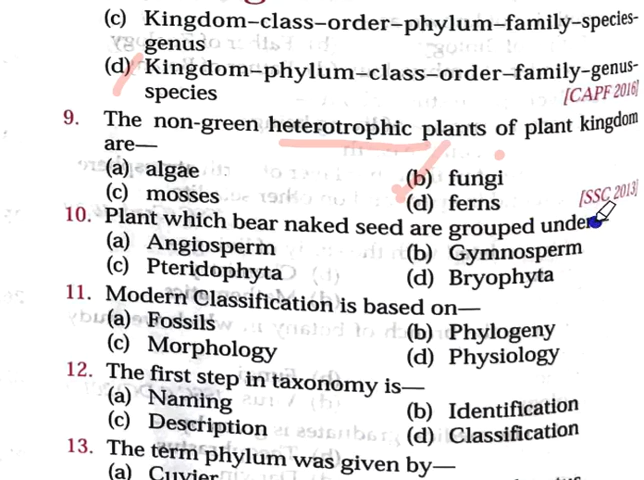 (c) Kingdom–class–order–phylum–family–species-
genus
(d) Kingdom–phylum–class–order–family–genus-
species
[CAPF 2016]
9. The non-green heterotrophic plants of plant kingdom
are—
(a) algae (b) fungi
(c) mosses (d) ferns
[SSC 2013]
10. Plant which bear naked seed are grouped under
(a) Angiosperm (b) Gymnosperm
(c) Pteridophyta (d) Bryophyta
11. Modern Classification is based on—
(a) Fossils (b) Phylogeny
(c) Morphology (d) Physiology
12. The first step in taxonomy is—
(a) Naming (b) Identification
(c) Description (d) Classification
13. The term phylum was given by—
(a) Cuvier